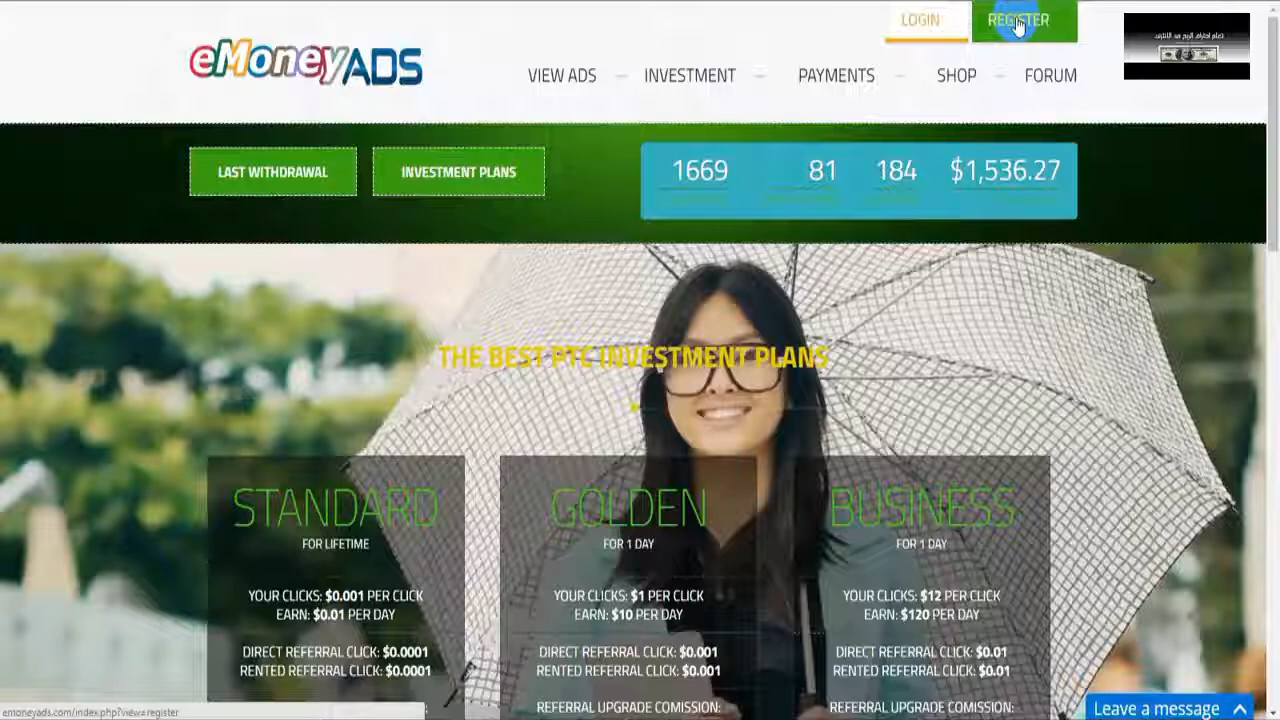 LOGIN
REGISTER
eMoneyADS
VIEW ADS
INVESTMENT
PAYMENTS
SHOP
FORUM
LAST WITHDRAWAL
INVESTMENT PLANS
1669
81
184
$1,536.27
THE BEST PTC INVESTMENT PLANS
STANDARD
FOR LIFETIME
YOUR CLICKS: $0.001 PER CLICK
EARN: $0.01 PER DAY
DIRECT REFERRAL CLICK: $0.0001
RENTED REFERRAL CLICK: $0.0001
GOLDEN
FOR 1 DAY
YOUR CLICKS: $1 PER CLICK
EARN: $10 PER DAY
DIRECT REFERRAL CLICK: $0.001
RENTED REFERRAL CLICK: $0.001
REFERRAL UPGRADE COMISSION:
BUSINESS
FOR 1 DAY
YOUR CLICKS: $12 PER CLICK
EARN: $120 PER DAY
DIRECT REFERRAL CLICK: $0.01
RENTED REFERRAL CLICK: $0.01
REFERRAL UPGRADE COMISSION:
emoneyads.com/index.php?view=register
Leave a message